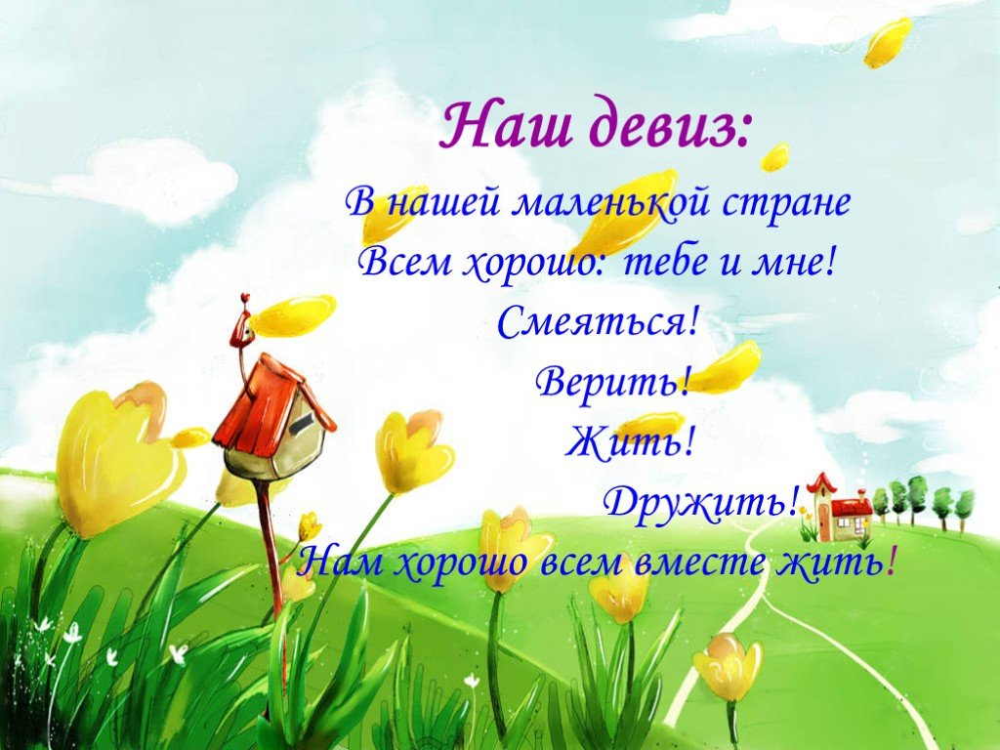 Наш девиз:
В нашей маленькой стране
Всем хорошо: тебе и мне!
Смеяться!
Верить!
Жить!
Дружить!
Нам хорошо всем вместе жить!